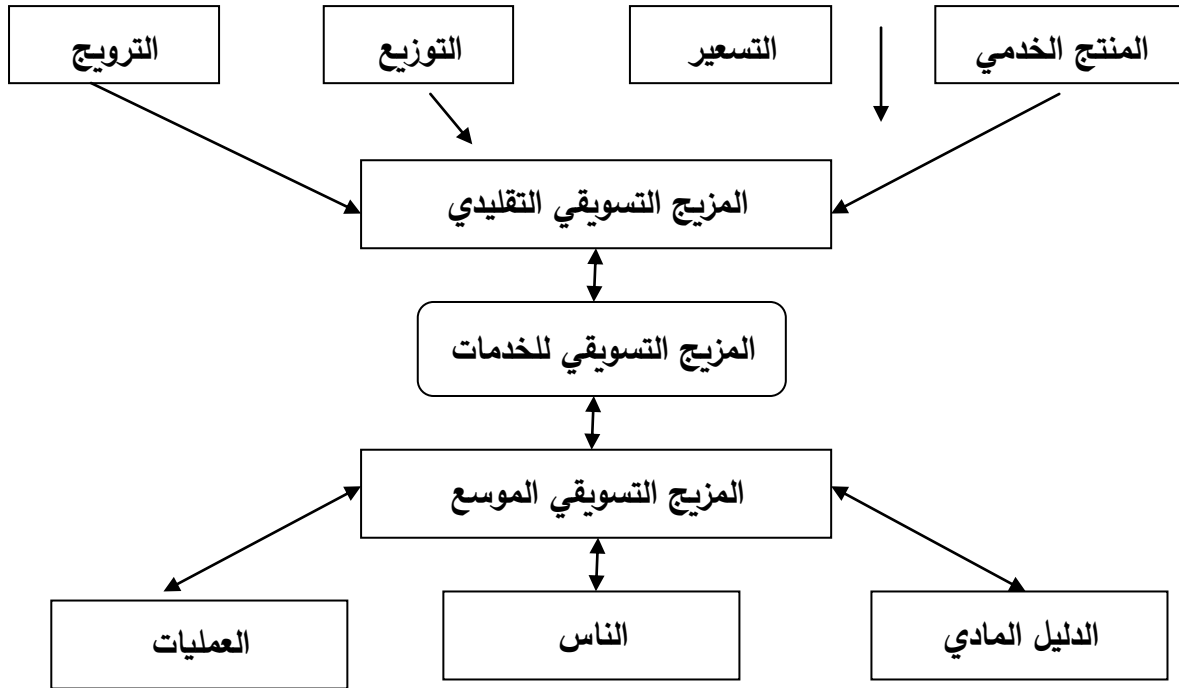 المنتج الخدمي
التسعير
التوزيع
الترويج
المزيج التسويقي التقليدي
المزيج التسويقي للخدمات
المزيج التسويقي الموسع
الدليل المادي
الناس
العمليات